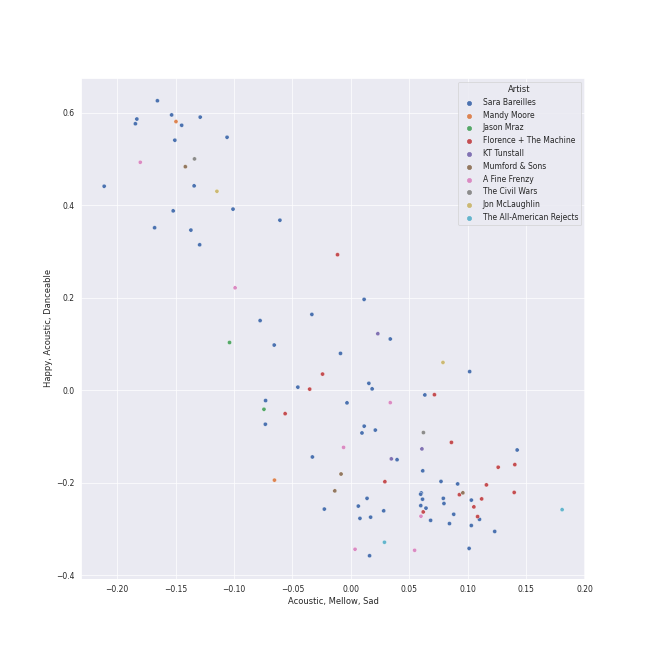 Artist
Sara Bareilles
Mandy Moore
Jason Mraz
Florence + The Machine
KT Tunstall
Mumford & Sons
A Fine Frenzy
The Civil Wars
Jon McLaughlin
The All-American Rejects
Happy, Acoustic, Danceable
0.6
0.4
0.2
0.0
−0.2
−0.4
−0.20 −0.15 −0.10 −0.05 0.00 0.05 0.10 0.15 0.20
Acoustic, Mellow, Sad